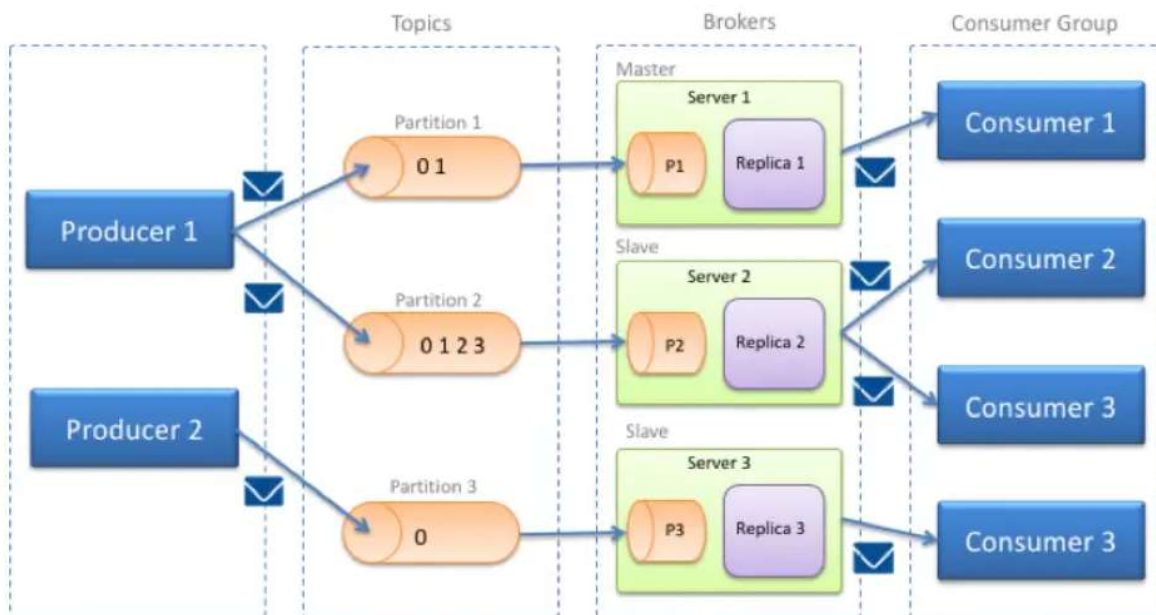 Topics
Brokers
Consumer Group
Producer 1
Producer 2
Partition 1
0 1
Partition 2
0 1 2 3
Partition 3
0
Master
Server 1
P1
Replica 1
Slave
Server 2
P2
Replica 2
Slave
Server 3
P3
Replica 3
Consumer 1
Consumer 2
Consumer 3
Consumer 3